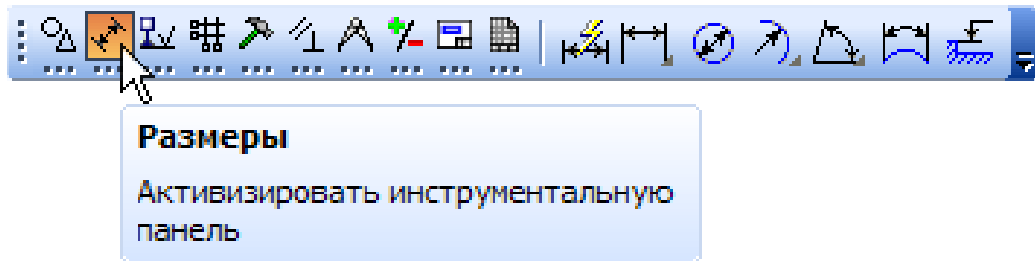 Размеры
Активизировать инструментальную
панель